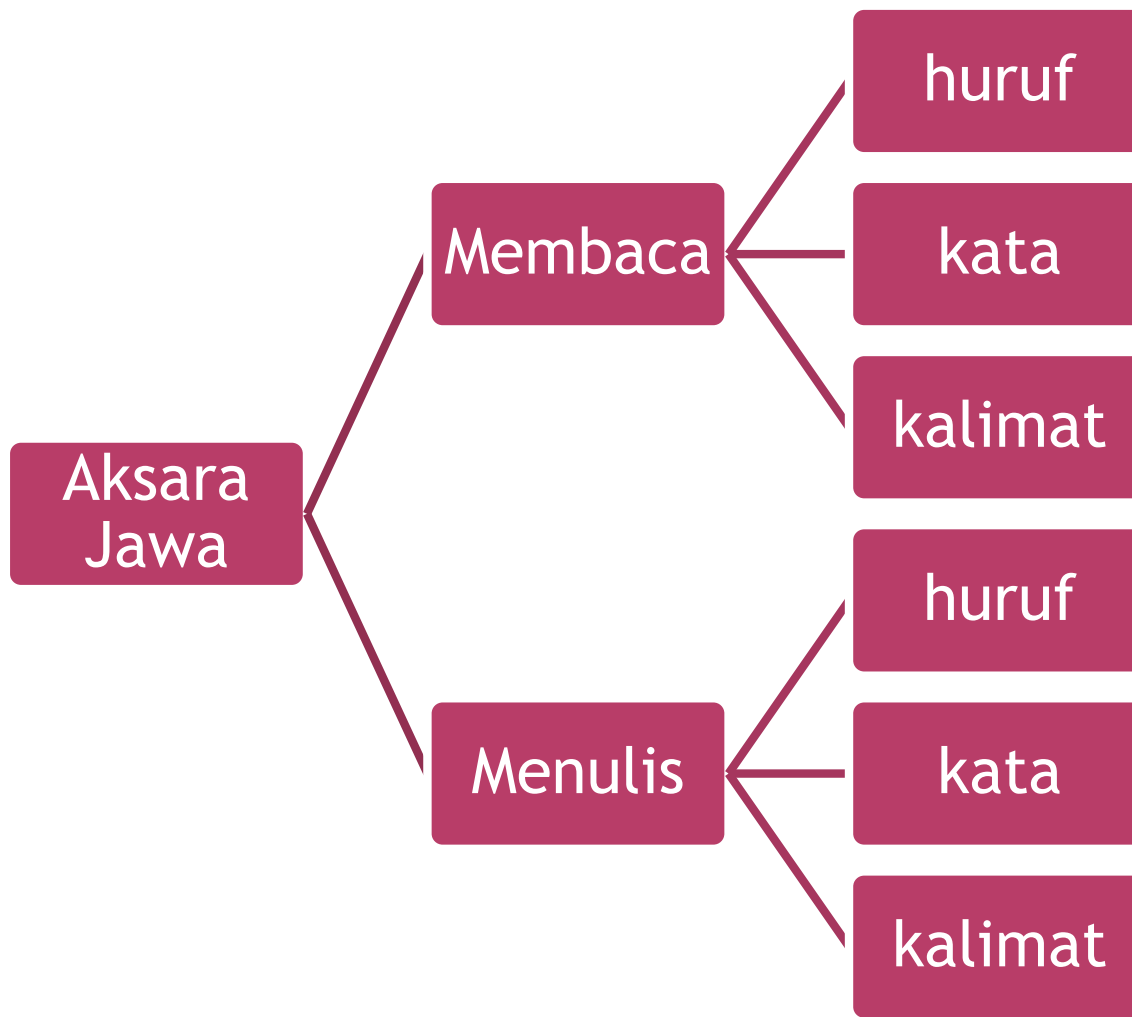 Aksara
Jawa
Membaca
huruf
kata
kalimat
Menulis
huruf
kata
kalimat